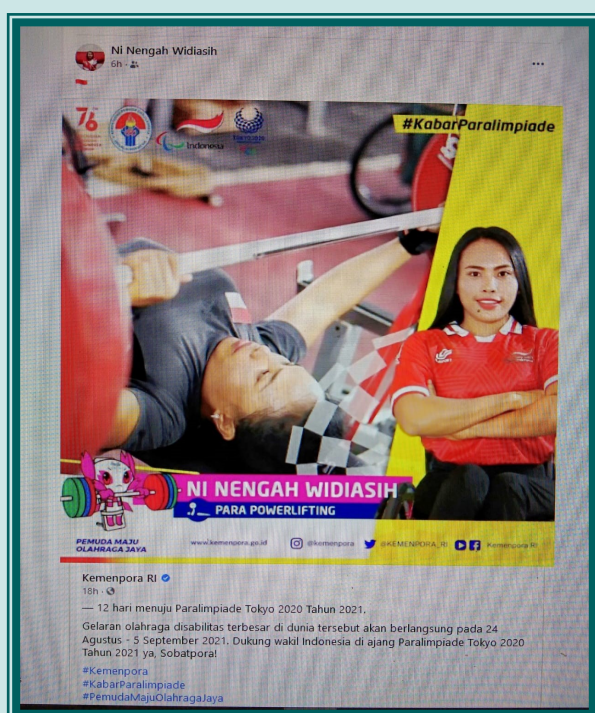 Ni Nengah Widiasih
6h
76
Indonesia
#KabarParalimpiade
NI NENGAH WIDIASIH
PARA POWERLIFTING
PEMUDA MAJU
OLAHRAGA JAYA
www.kemenpora.go.id
@kemenpora
@KEMENPORA_RI
Kemenpora RI
Kemenpora RI
18h
— 12 hari menuju Paralimpiade Tokyo 2020 Tahun 2021.
Gelaran olahraga disabilitas terbesar di dunia tersebut akan berlangsung pada 24
Agustus - 5 September 2021. Dukung wakil Indonesia di ajang Paralimpiade Tokyo 2020
Tahun 2021 ya, Sobatpora!
#Kemenpora
#KabarParalimpiade
#PemudaMajuOlahragaJaya